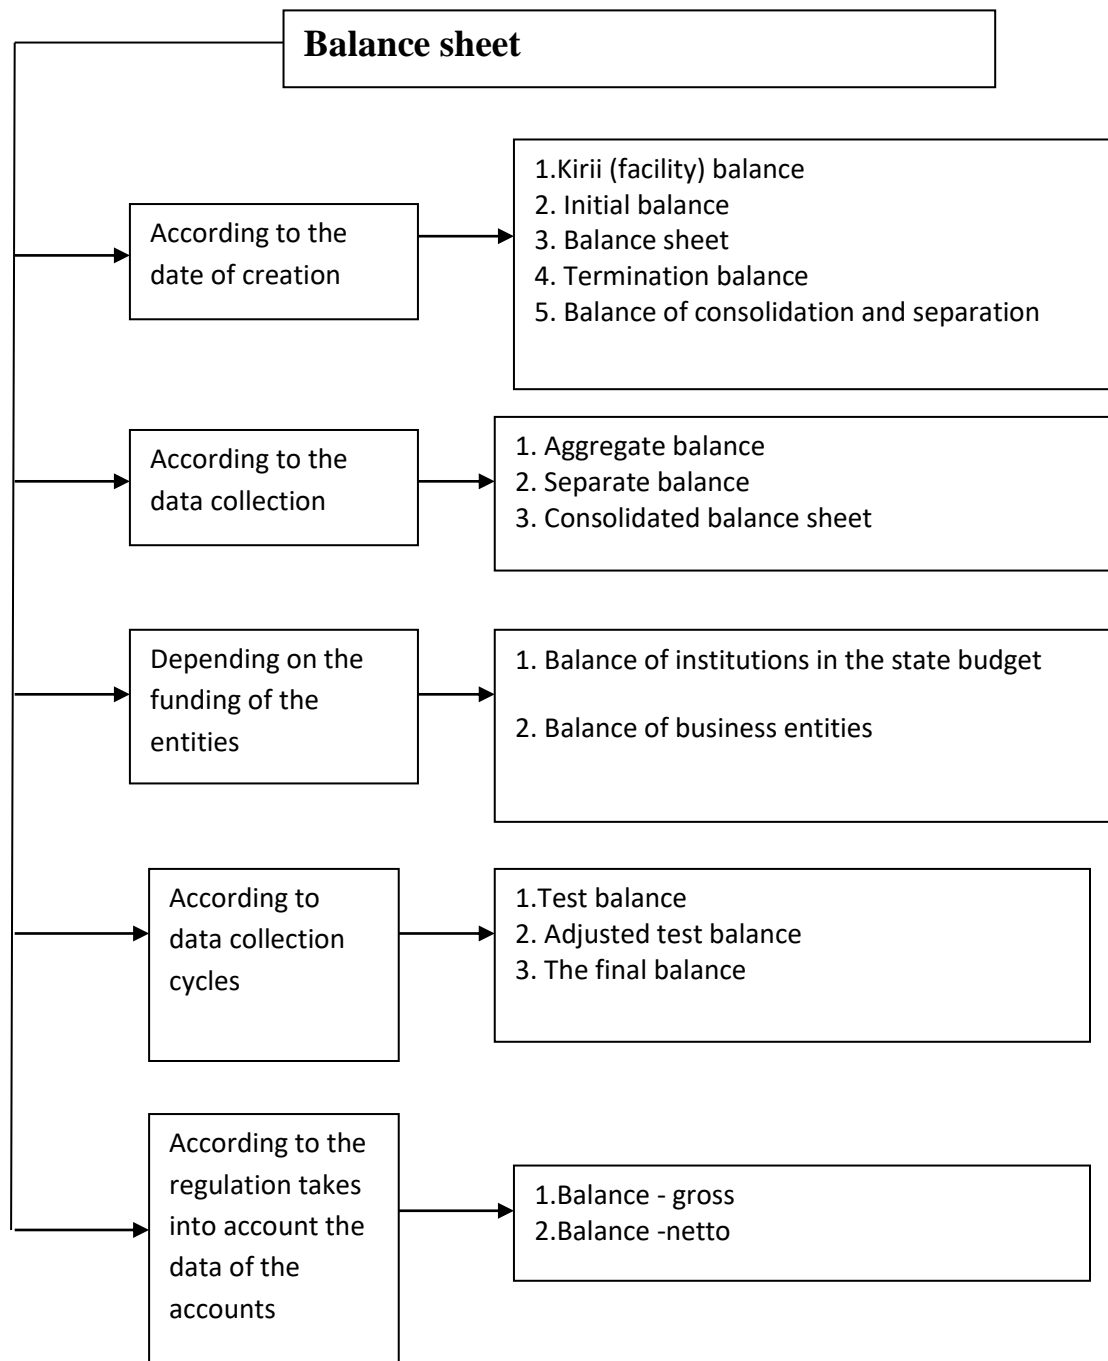 Balance sheet
According to the
date of creation
1.Kirii (facility) balance
2. Initial balance
3. Balance sheet
4. Termination balance
5. Balance of consolidation and separation
According to the
data collection
1. Aggregate balance
2. Separate balance
3. Consolidated balance sheet
Depending on the
funding of the
entities
1. Balance of institutions in the state budget
2. Balance of business entities
According to
data collection
cycles
1.Test balance
2. Adjusted test balance
3. The final balance
According to the
regulation takes
into account the
data of the
accounts
1.Balance - gross
2.Balance -netto